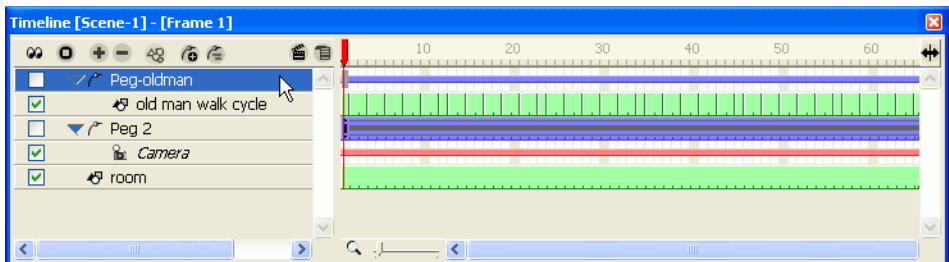 Timeline [Scene-1] - [Frame 1]
10 20 30 40 50 60
Peg-oldman
old man walk cycle
Peg 2
Camera
room